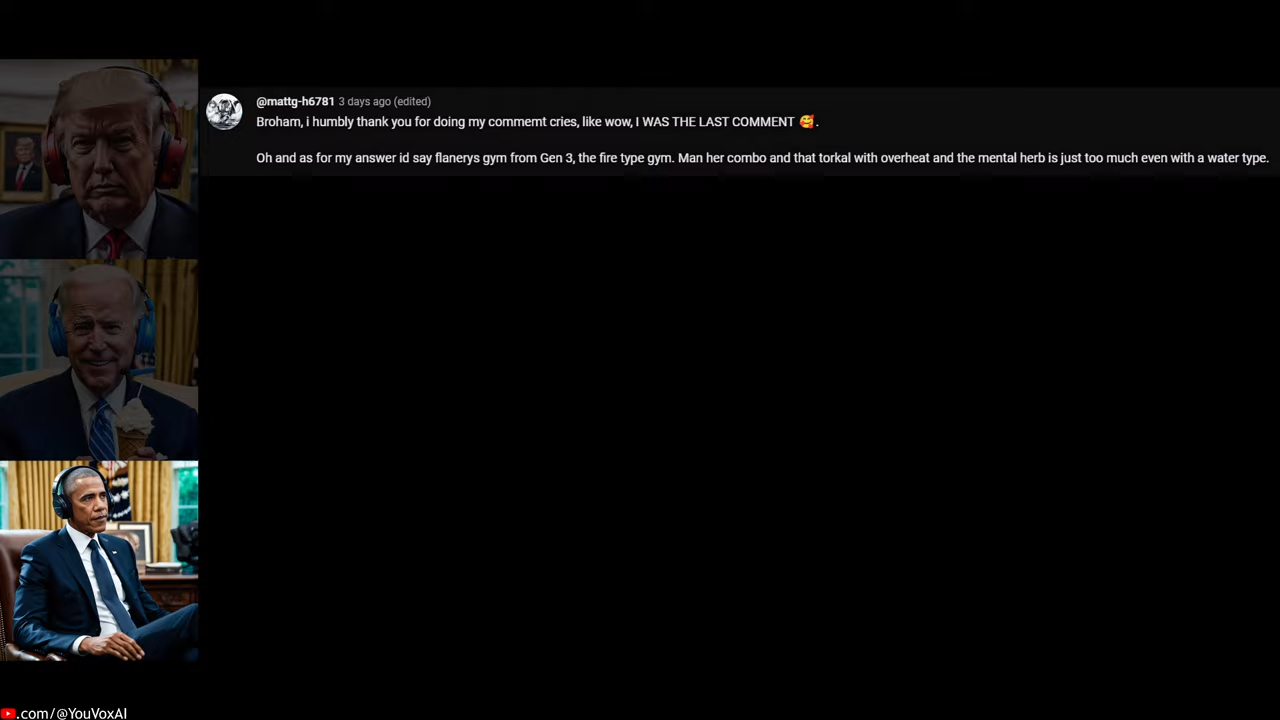 @mattg-h6781 3 days ago (edited)
Broham, i humbly thank you for doing my commemt cries, like wow, I WAS THE LAST COMMENT 🥰.
Oh and as for my answer id say flanerys gym from Gen 3, the fire type gym. Man her combo and that torkal with overheat and the mental herb is just too much even with a water type.
.com/@YouVoxAI